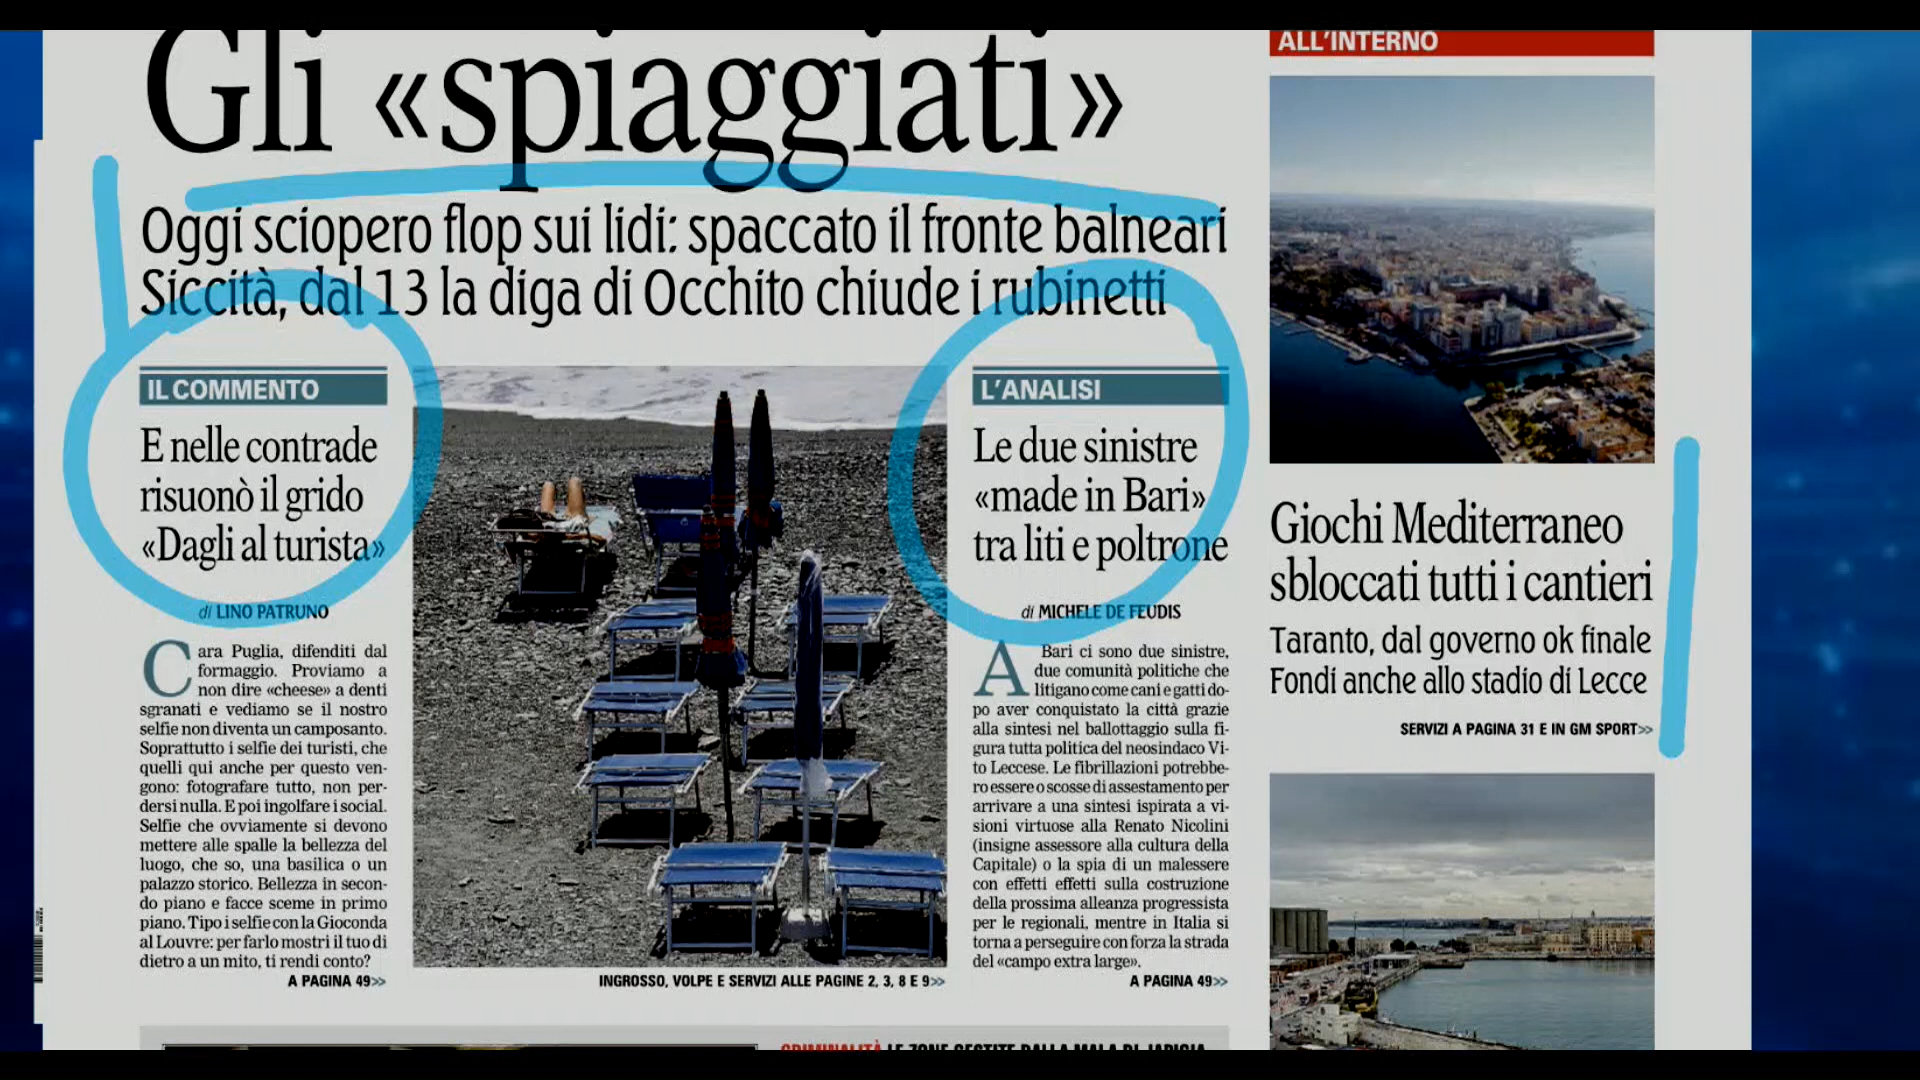 Gli «spiaggiati»
Oggi sciopero flop sui lidi: spaccato il fronte balneari
Siccità, dal 13 la diga di Occhito chiude i rubinetti
IL COMMENTO
E nelle contrade
risuonò il grido
«Dagli al turista»
di LINO PATRUNO
Cara Puglia, difenditi dal
formaggio. Proviamo a
non dire «cheese» a denti
sgranati e vediamo se il nostro
selfie non diventa un camposanto.
Soprattutto i selfie dei turisti, che
quelli qui anche per questo ven-
gono: fotografare tutto, non per-
dersi nulla. E poi ingolfare i social.
Selfie che ovviamente si devono
mettere alle spalle la bellezza del
luogo, che so, una basilica o un
palazzo storico. Bellezza in secon-
do piano e facce sceme in primo
piano. Tipo i selfie con la Gioconda
al Louvre: per farlo mostri il tuo di
dietro a un mito, ti rendi conto?
A PAGINA 49>>
INGROSSO, VOLPE E SERVIZI ALLE PAGINE 2, 3, 8 E 9>>
L'ANALISI
Le due sinistre
«made in Bari»
tra liti e poltrone
di MICHELE DE FEUDIS
A Bari ci sono due sinistre,
due comunità politiche che
litigano come cani e gatti do-
po aver conquistato la città grazie
alla sintesi nel ballottaggio sulla fi-
gura tutta politica del neosindaco Vi-
to Leccese. Le fibrillazioni potrebbe-
ro essere o scosse di assestamento per
arrivare a una sintesi ispirata a vi-
sioni virtuose alla Renato Nicolini
(insigne assessore alla cultura della
Capitale) o la spia di un malessere
con effetti effetti sulla costruzione
della prossima alleanza progressista
per le regionali, mentre in Italia si
torna a perseguire con forza la strada
del «campo extra large».
A PAGINA 49>>
ALL'INTERNO
Giochi Mediterraneo
sbloccati tutti i cantieri
Taranto, dal governo ok finale
Fondi anche allo stadio di Lecce
SERVIZI A PAGINA 31 E IN GM SPORT>>
CRIMINALITÀ LE ZONE GESTITE DALLA MALA DI JAPIGIA